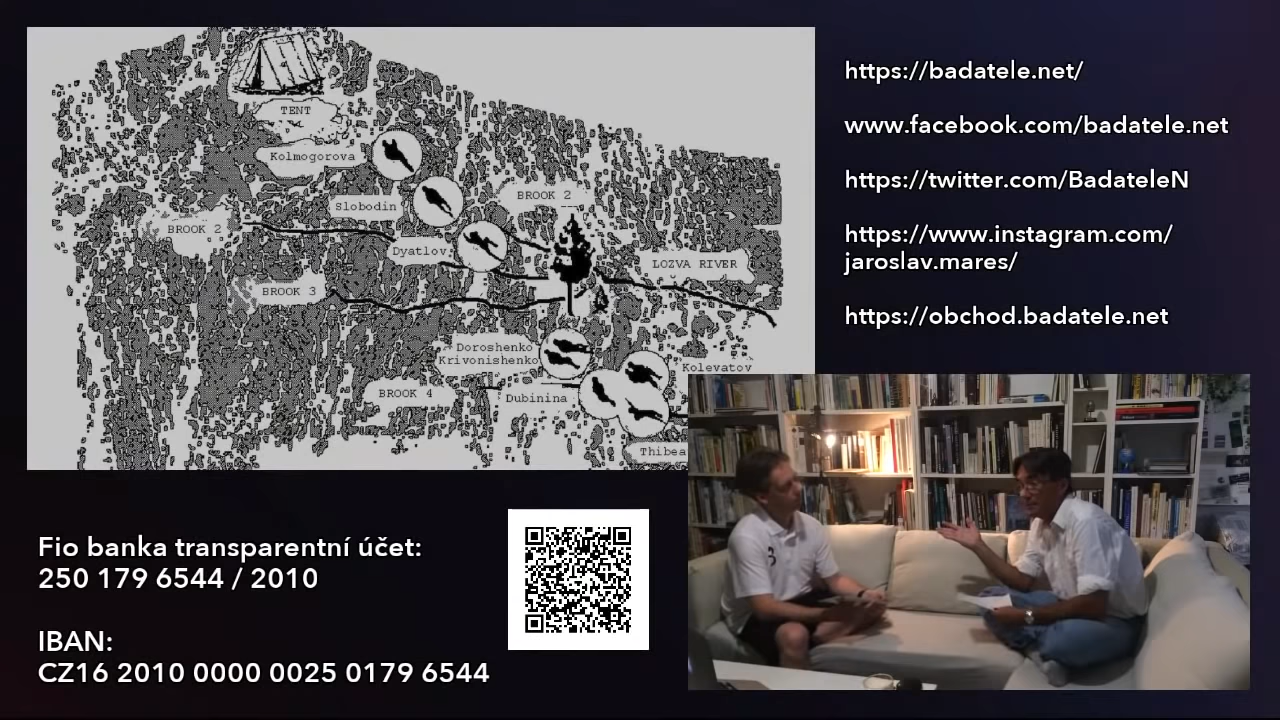 TENT
Kolmogorova
Slobodin
BROOK 2
BROOK 2
Dyatlov
LOZVA RIVER
BROOK 3
Doroshenko
Krivonishenko
Kolevatov
BROOK 4
Dubinina
Thibea
https://badatele.net/
www.facebook.com/badatele.net
https://twitter.com/BadateleN
https://www.instagram.com/
jaroslav.mares/
https://obchod.badatele.net
Fio banka transparentní účet:
250 179 6544 / 2010
IBAN:
CZ16 2010 0000 0025 0179 6544
3